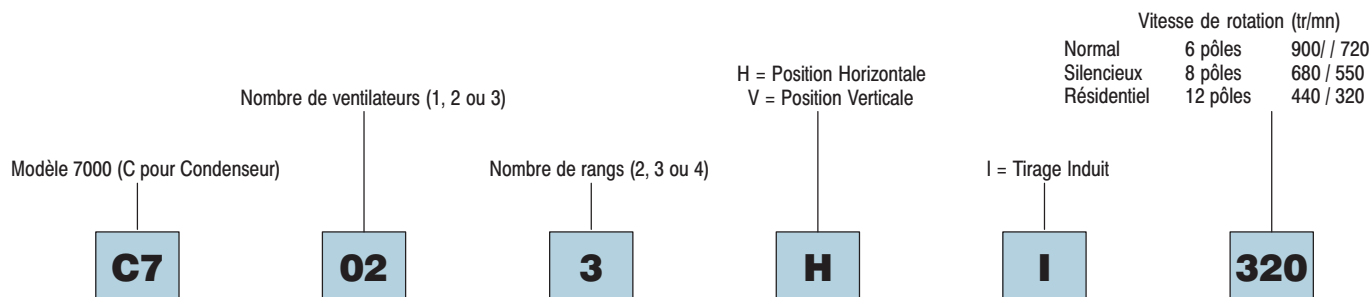 Vitesse de rotation (tr/mn)
Normal 6 pôles 900/ / 720
Silencieux 8 pôles 680 / 550
Résidentiel 12 pôles 440 / 320
H = Position Horizontale
V = Position Verticale
Nombre de ventilateurs (1, 2 ou 3)
Modèle 7000 (C pour Condenseur)
Nombre de rangs (2, 3 ou 4)
I = Tirage Induit
C7 02 3 H I 320